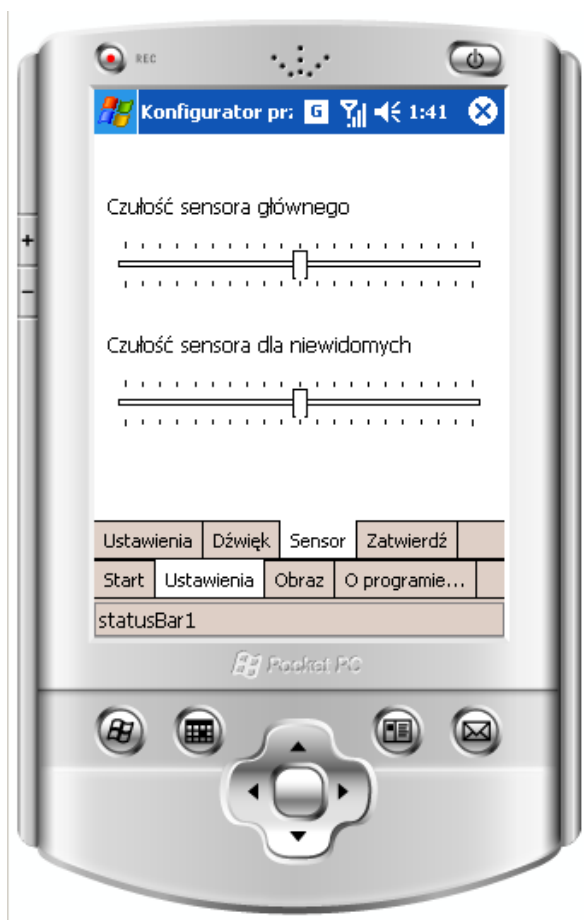 REC
Konfigurator prz G 1:41
Czułość sensora głównego
+
−
Czułość sensora dla niewidomych
Ustawienia Dźwięk Sensor Zatwierdź
Start Ustawienia Obraz O programie...
statusBar1
Pocket PC